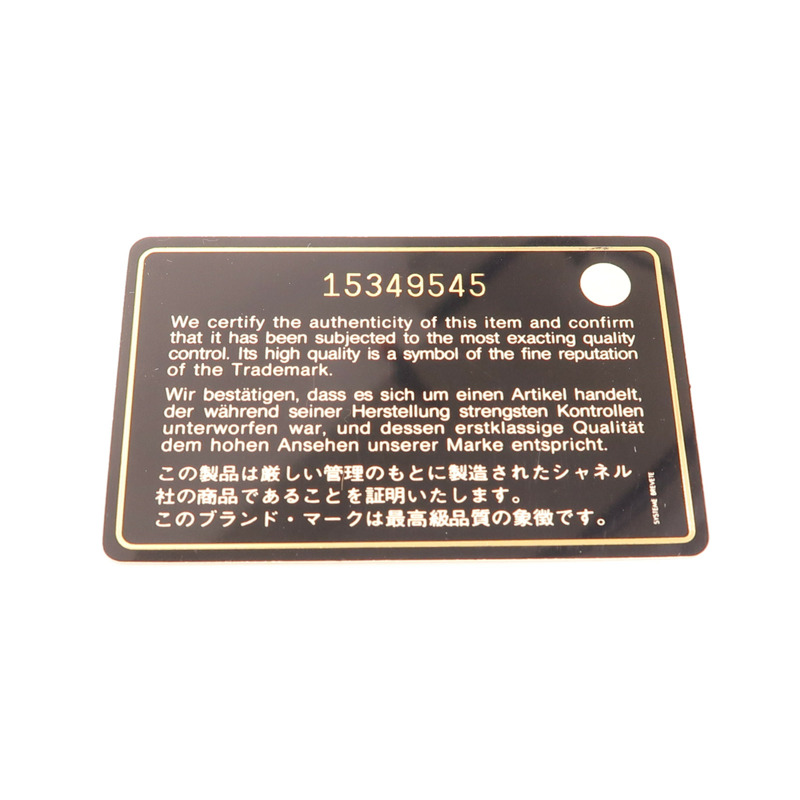 15349545
We certify the authenticity of this item and confirm
that it has been subjected to the most exacting quality
control. Its high quality is a symbol of the fine reputation
of the Trademark.
Wir bestätigen, dass es sich um einen Artikel handelt,
der während seiner Herstellung strengsten Kontrollen
unterworfen war, und dessen erstklassige Qualität
dem hohen Ansehen unserer Marke entspricht.
この製品は厳しい管理のもとに製造されたシャネル
社の商品であることを証明いたします。
このブランド・マークは最高級品質の象徴です。
SYSTEME BREVETE